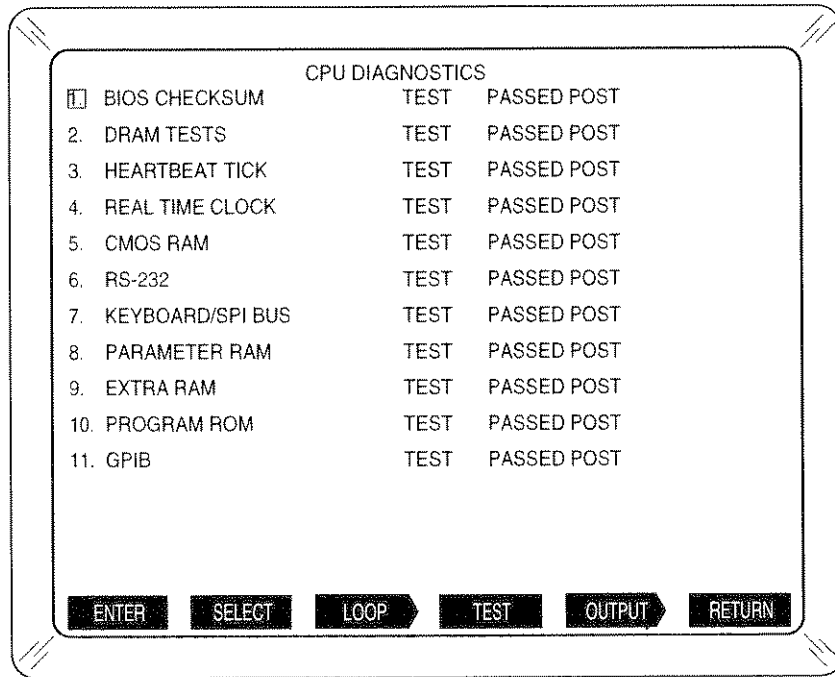 CPU DIAGNOSTICS
1. BIOS CHECKSUM TEST PASSED POST
2. DRAM TESTS TEST PASSED POST
3. HEARTBEAT TICK TEST PASSED POST
4. REAL TIME CLOCK TEST PASSED POST
5. CMOS RAM TEST PASSED POST
6. RS-232 TEST PASSED POST
7. KEYBOARD/SPI BUS TEST PASSED POST
8. PARAMETER RAM TEST PASSED POST
9. EXTRA RAM TEST PASSED POST
10. PROGRAM ROM TEST PASSED POST
11. GPIB TEST PASSED POST
ENTER SELECT LOOP TEST OUTPUT RETURN